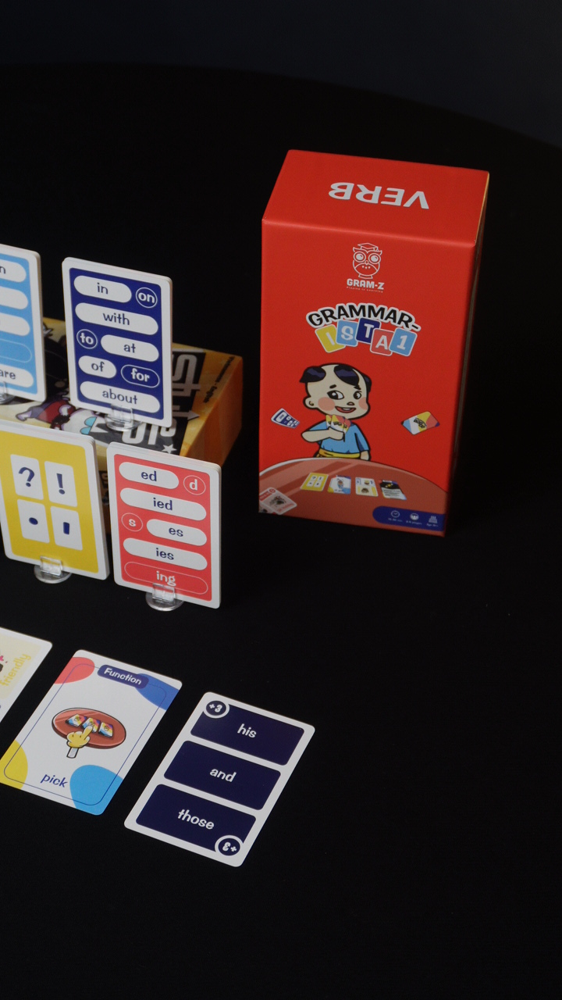 VERB
GRAM-Z
GRAMMAR-
ISTA1
in
on
with
to
at
of
for
about
n
are
? !
ed
d
ied
s
es
ies
ing
friendly
Function
pick
+3
his
and
those
+3